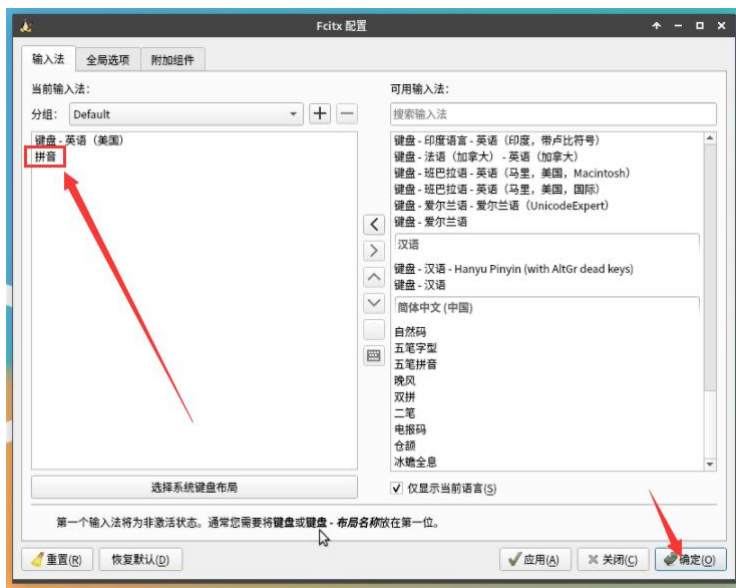 Fcitx 配置
输入法 全局选项 附加组件
当前输入法：
分组： Default
键盘 - 英语（美国）
拼音
选择系统键盘布局
可用输入法：
搜索输入法
键盘 - 印度语言 - 英语（印度，带卢比符号）
键盘 - 法语（加拿大） - 英语（加拿大）
键盘 - 班巴拉语 - 英语（马里，美国，Macintosh）
键盘 - 班巴拉语 - 英语（马里，美国，国际）
键盘 - 爱尔兰语 - 爱尔兰语（UnicodeExpert）
键盘 - 爱尔兰语
汉语
键盘 - 汉语 - Hanyu Pinyin (with AltGr dead keys)
键盘 - 汉语
简体中文 (中国)
自然码
五笔字型
五笔拼音
晚风
双拼
二笔
电报码
仓颉
冰蟾全息
仅显示当前语言(S)
第一个输入法将为非激活状态。通常您需要将键盘或键盘 - 布局名称放在第一位。
重置(R) 恢复默认(D) 应用(A) 关闭(C) 确定(O)